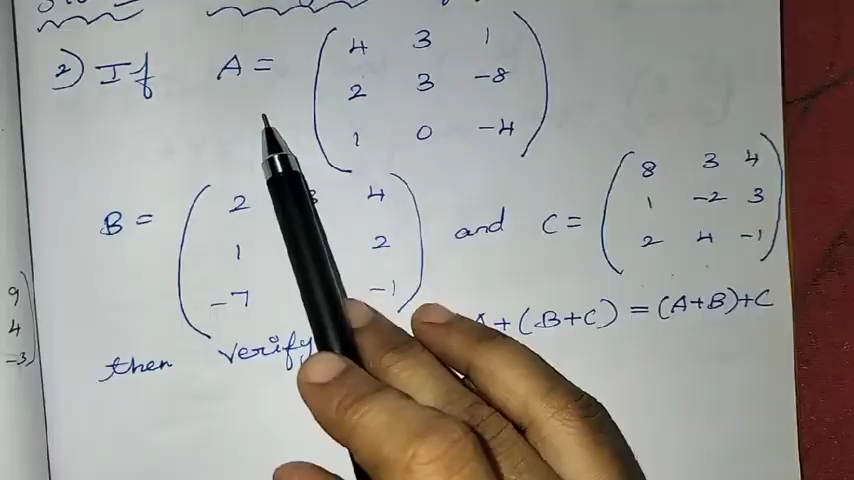 2) If A = ( 4 3 1
2 3 -8
1 0 -4 )
B = ( 2 3 4
1 2
-7 -1 ) and C = ( 8 3 4
1 -2 3
2 4 -1 )
then verify A+(B+C) = (A+B)+C
9
4
-3